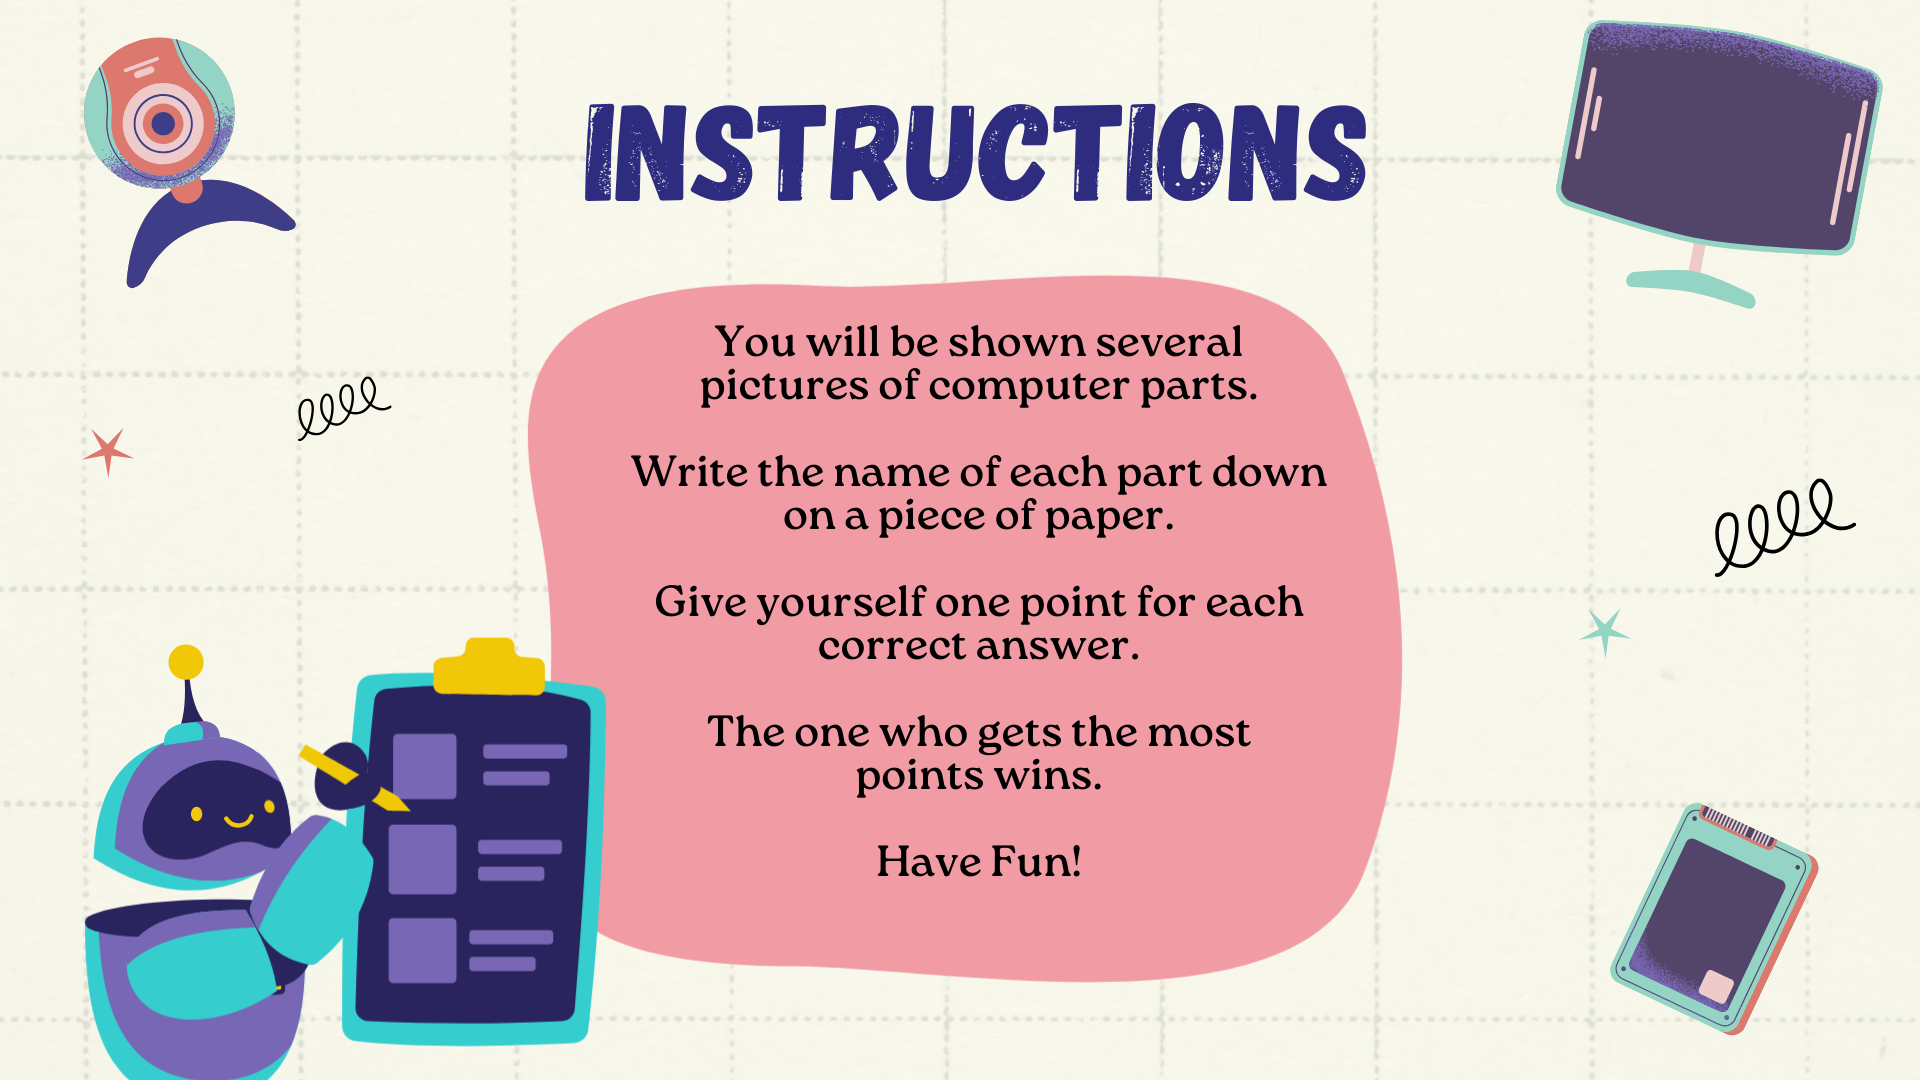 INSTRUCTIONS
You will be shown several
pictures of computer parts.
Write the name of each part down
on a piece of paper.
Give yourself one point for each
correct answer.
The one who gets the most
points wins.
Have Fun!